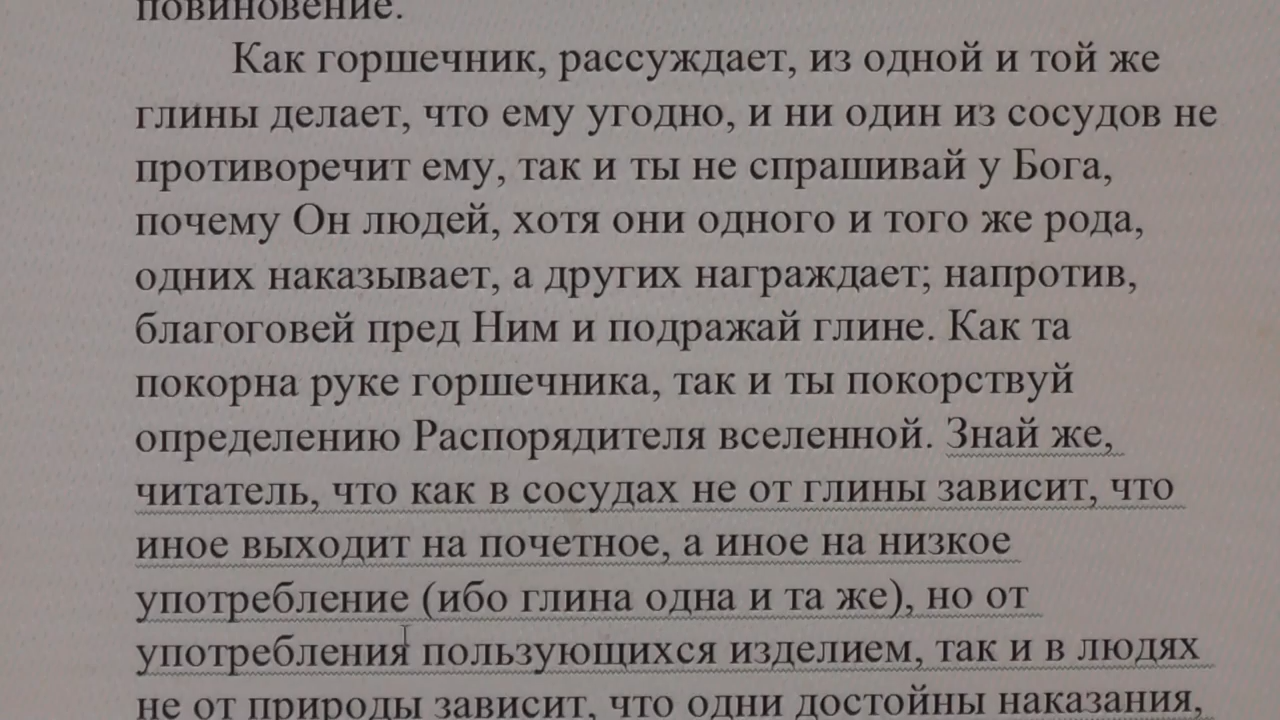 повиновение.
Как горшечник, рассуждает, из одной и той же
глины делает, что ему угодно, и ни один из сосудов не
противоречит ему, так и ты не спрашивай у Бога,
почему Он людей, хотя они одного и того же рода,
одних наказывает, а других награждает; напротив,
благоговей пред Ним и подражай глине. Как та
покорна руке горшечника, так и ты покорствуй
определению Распорядителя вселенной. Знай же,
читатель, что как в сосудах не от глины зависит, что
иное выходит на почетное, а иное на низкое
употребление (ибо глина одна и та же), но от
употребления пользующихся изделием, так и в людях
не от природы зависит, что одни достойны наказания,